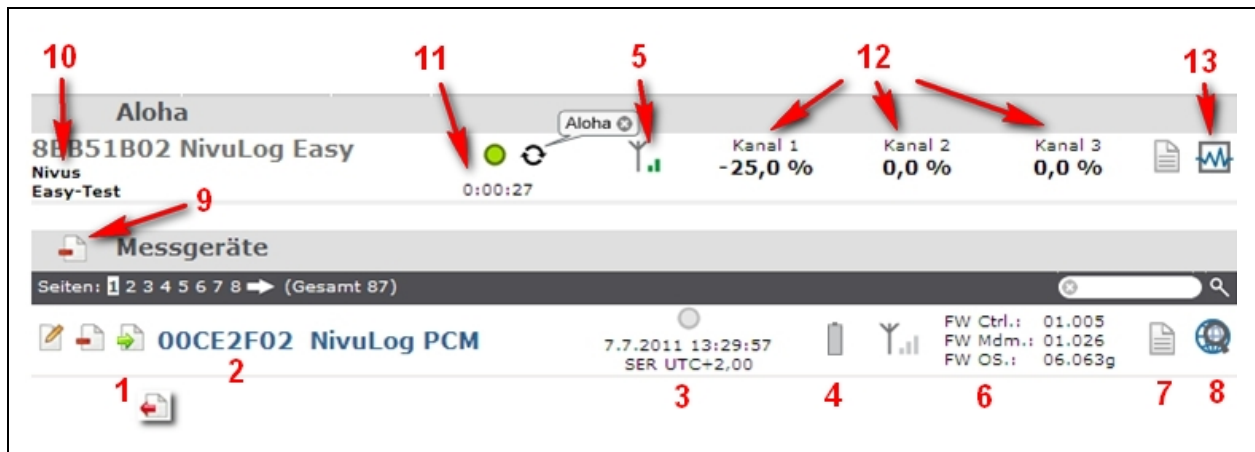 10 11 5 12 13
Aloha
8EB51B02 NivuLog Easy
Aloha
Kanal 1 Kanal 2 Kanal 3
-25,0 % 0,0 % 0,0 %
Nivus
Easy-Test
0:00:27
9
Messgeräte
Seiten: 1 2 3 4 5 6 7 8 (Gesamt 87)
00CE2F02 NivuLog PCM
7.7.2011 13:29:57
SER UTC+2,00
FW Ctrl.: 01.005
FW Mdm.: 01.026
FW OS.: 06.063g
1 2 3 4 6 7 8